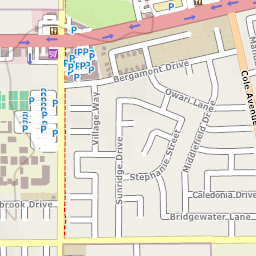 Bergamont Drive
Owari Lane
Cole Avenue
Village Way
Sunridge Drive
Middlefield Drive
Stephanie Street
Caledonia Drive
brook Drive
Bridgewater Lane